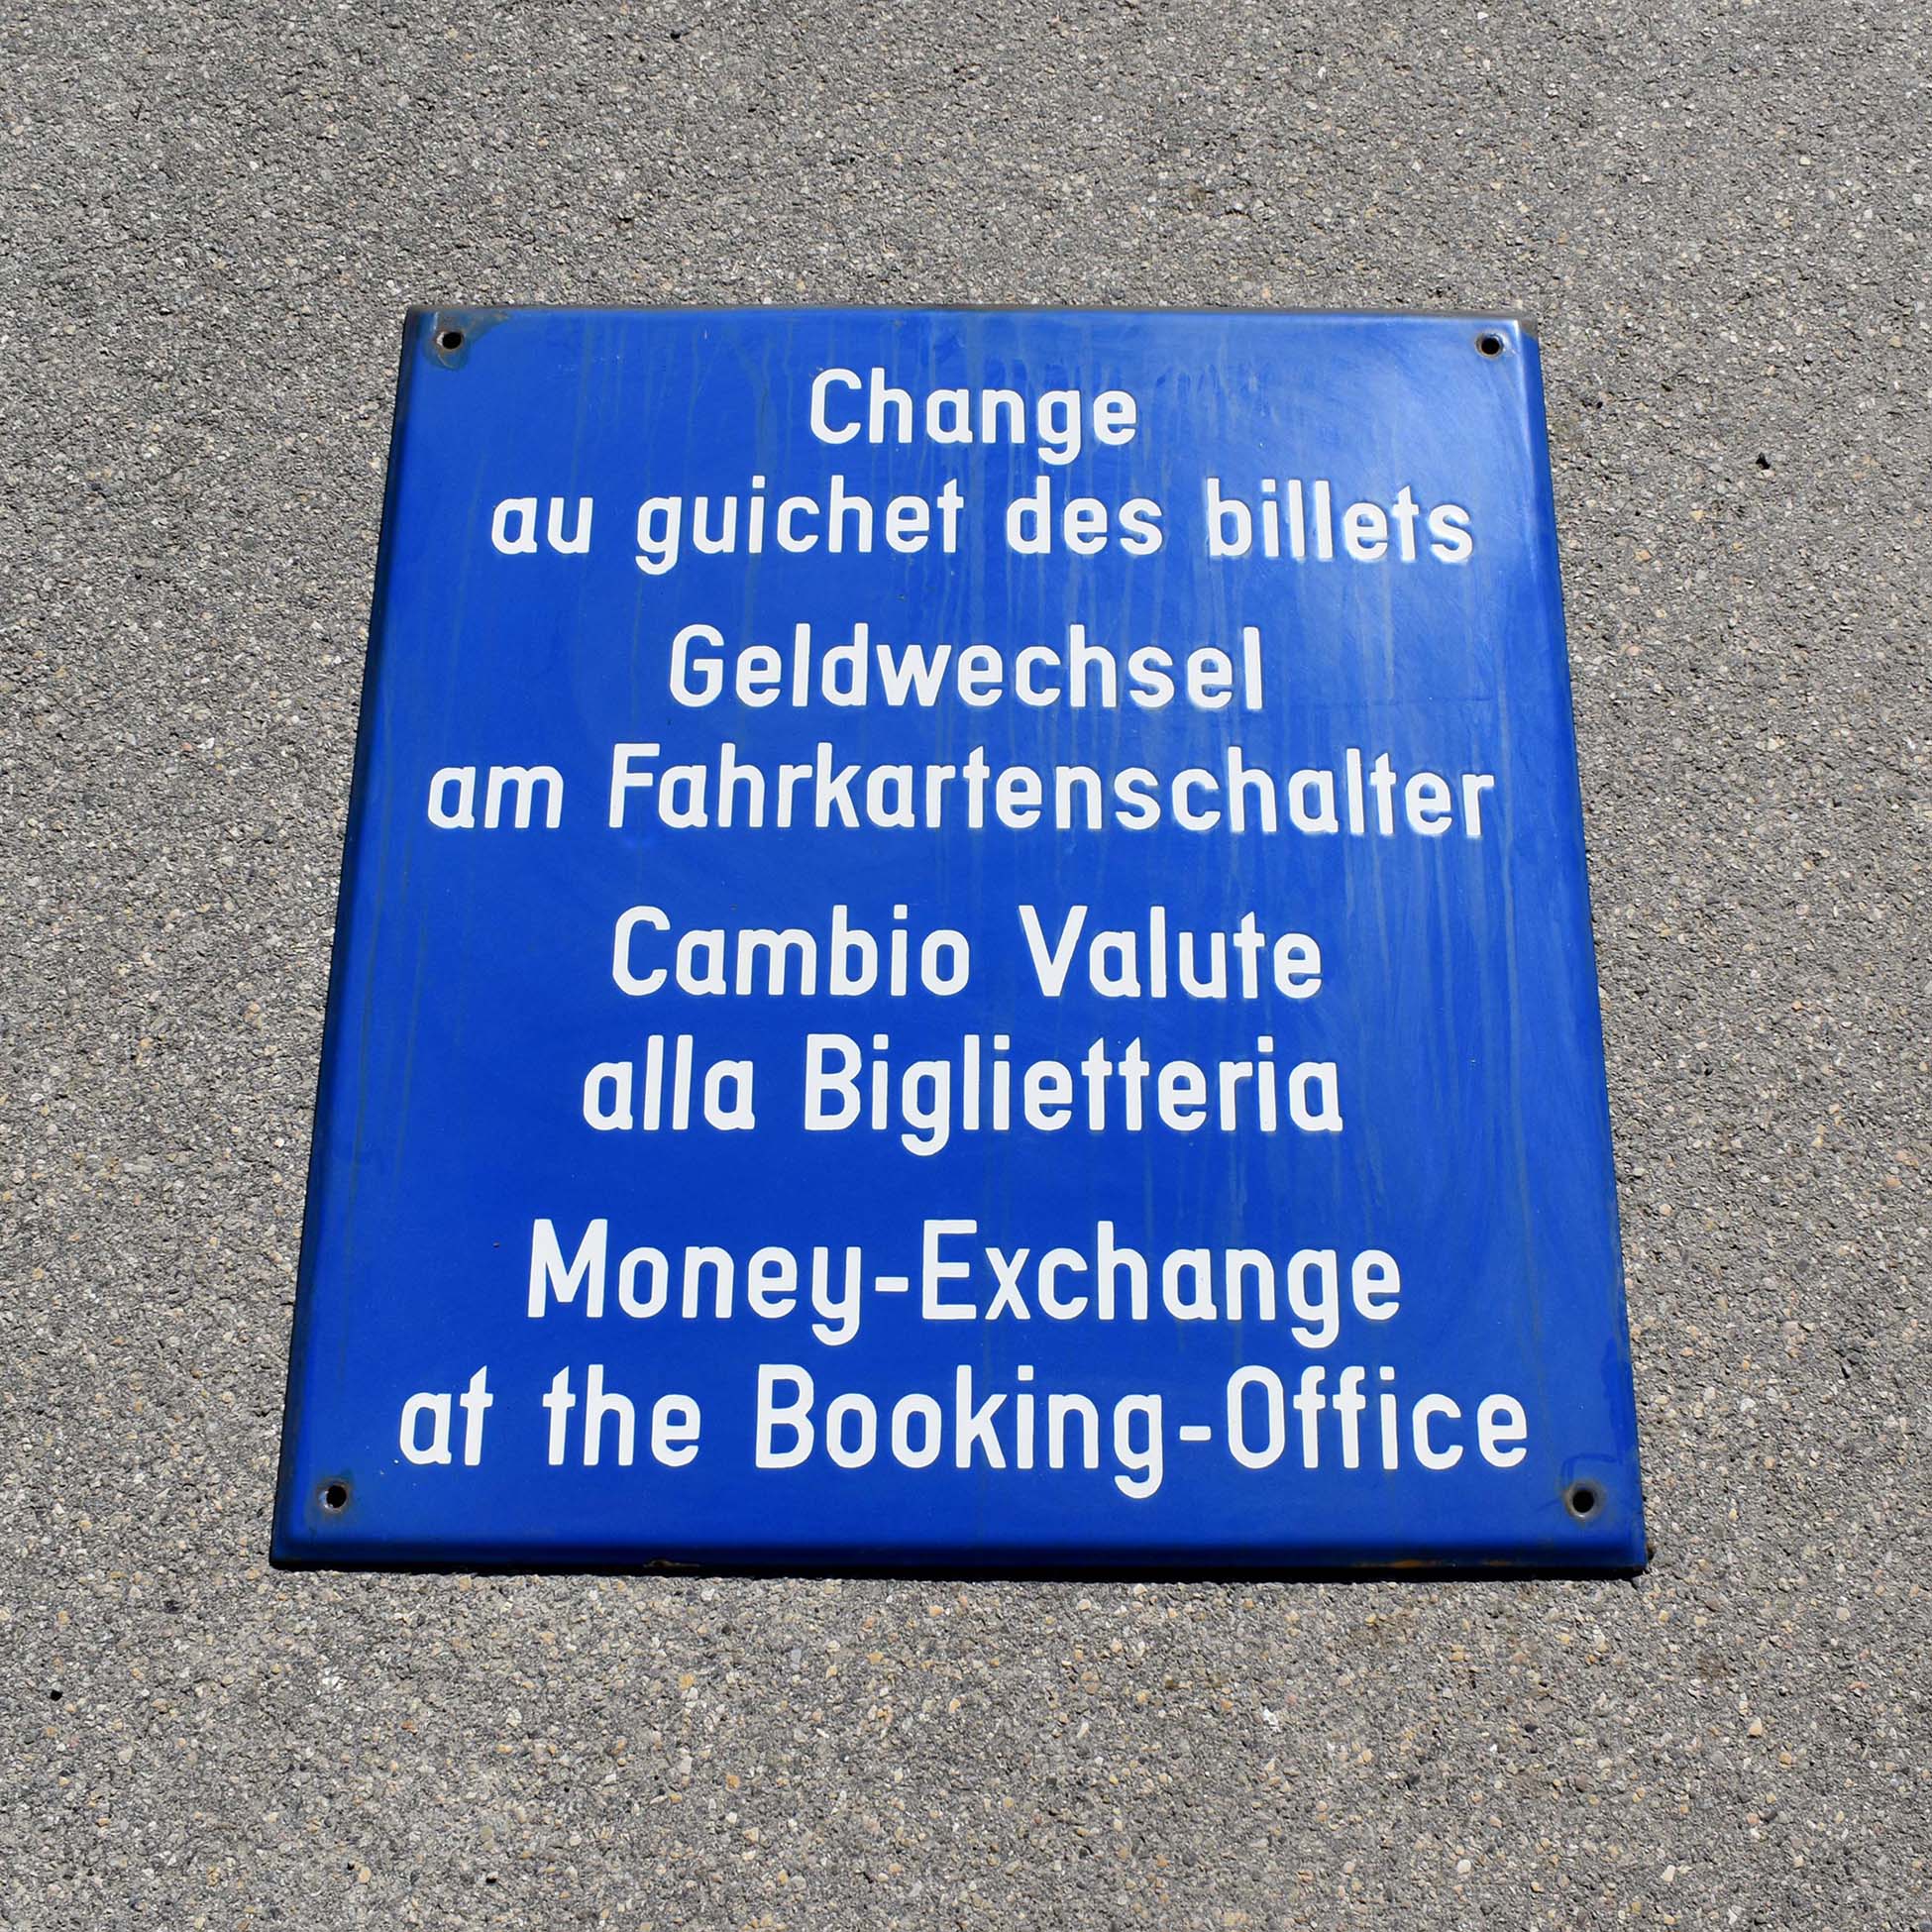 Change
au guichet des billets
Geldwechsel
am Fahrkartenschalter
Cambio Valute
alla Biglietteria
Money-Exchange
at the Booking-Office